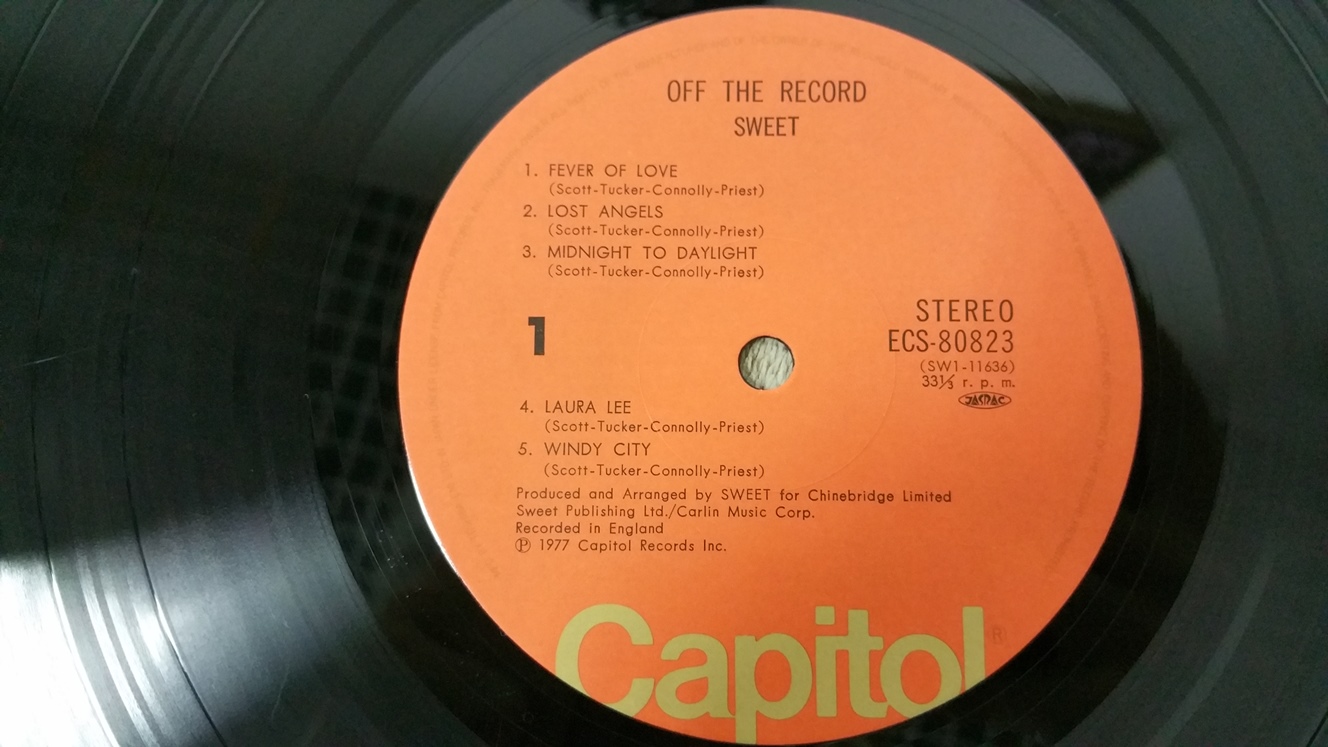 OFF THE RECORD
SWEET
1. FEVER OF LOVE
(Scott-Tucker-Connolly-Priest)
2. LOST ANGELS
(Scott-Tucker-Connolly-Priest)
3. MIDNIGHT TO DAYLIGHT
(Scott-Tucker-Connolly-Priest)
1
STEREO
ECS-80823
(SW1-11636)
33⅓ r. p. m.
JASRAC
4. LAURA LEE
(Scott-Tucker-Connolly-Priest)
5. WINDY CITY
(Scott-Tucker-Connolly-Priest)
Produced and Arranged by SWEET for Chinebridge Limited
Sweet Publishing Ltd./Carlin Music Corp.
Recorded in England
Ⓟ 1977 Capitol Records Inc.
Capitol ®